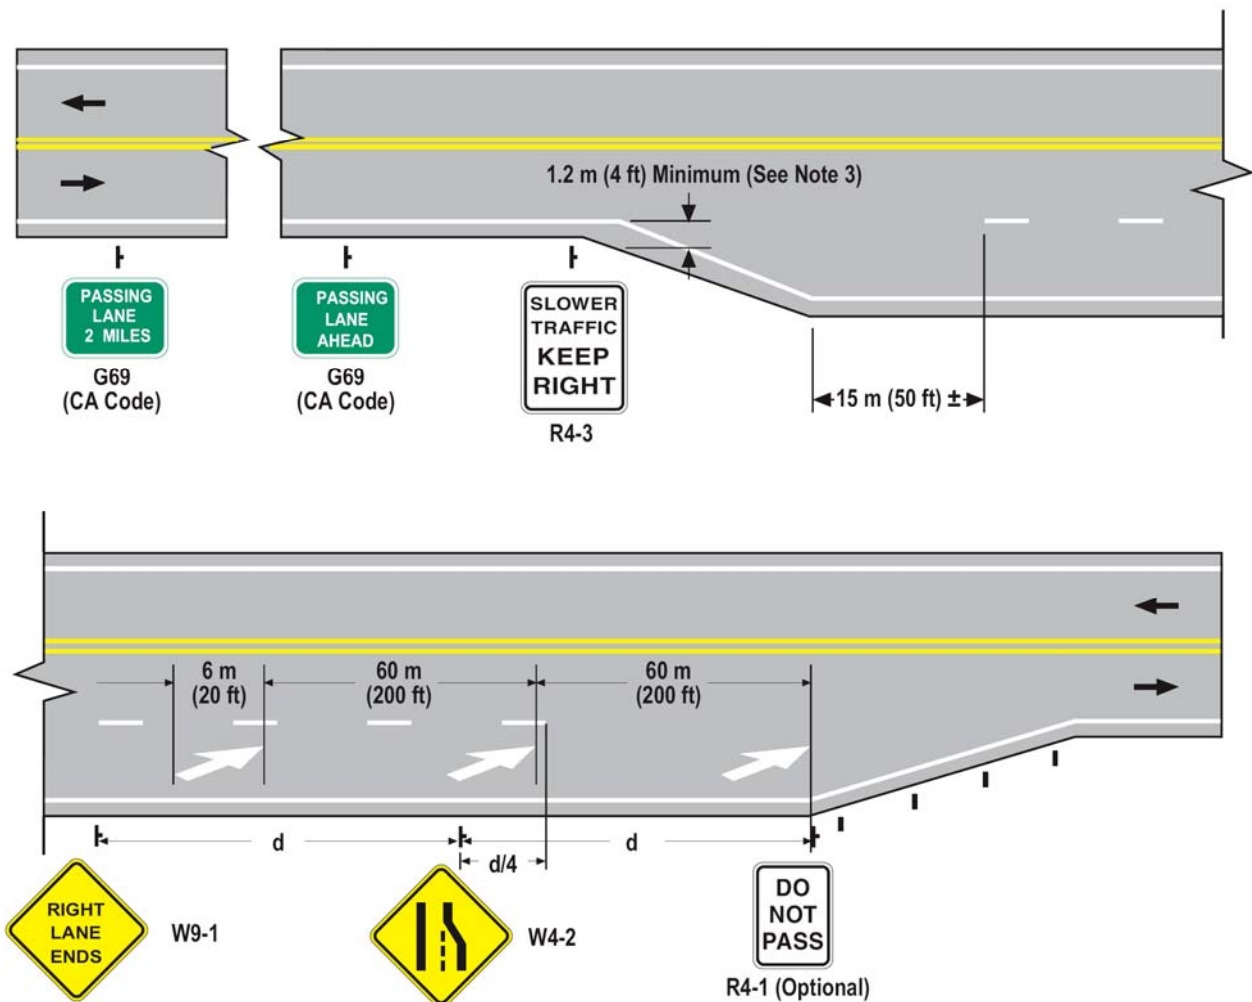 1.2 m (4 ft) Minimum (See Note 3)
PASSING
LANE
2 MILES
G69
(CA Code)
PASSING
LANE
AHEAD
G69
(CA Code)
SLOWER
TRAFFIC
KEEP
RIGHT
R4-3
15 m (50 ft) ±
6 m
(20 ft)
60 m
(200 ft)
60 m
(200 ft)
d
d
d/4
RIGHT
LANE
ENDS
W9-1
W4-2
DO
NOT
PASS
R4-1 (Optional)